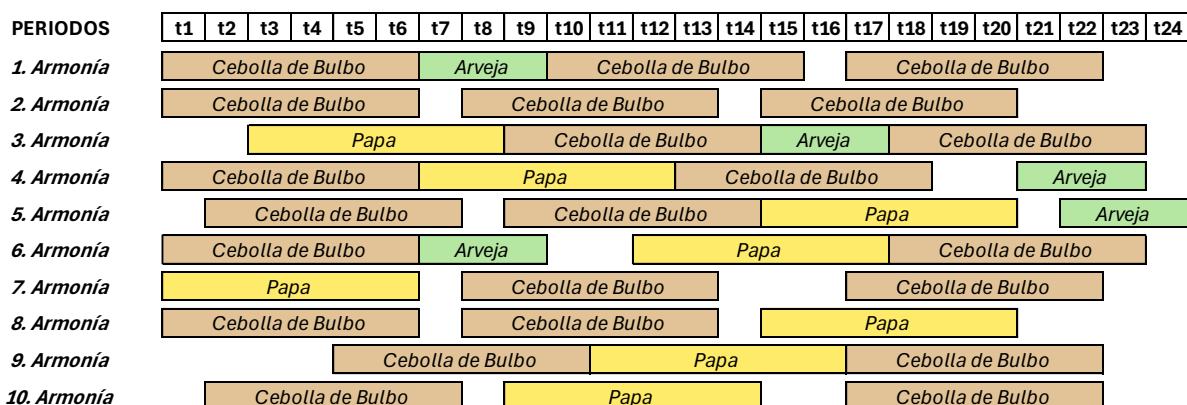 PERIODOS t1 t2 t3 t4 t5 t6 t7 t8 t9 t10 t11 t12 t13 t14 t15 t16 t17 t18 t19 t20 t21 t22 t23 t24
1. Armonía Cebolla de Bulbo Arveja Cebolla de Bulbo Cebolla de Bulbo
2. Armonía Cebolla de Bulbo Cebolla de Bulbo Cebolla de Bulbo
3. Armonía Papa Cebolla de Bulbo Arveja Cebolla de Bulbo
4. Armonía Cebolla de Bulbo Papa Cebolla de Bulbo Arveja
5. Armonía Cebolla de Bulbo Cebolla de Bulbo Papa Arveja
6. Armonía Cebolla de Bulbo Arveja Papa Cebolla de Bulbo
7. Armonía Papa Cebolla de Bulbo Cebolla de Bulbo
8. Armonía Cebolla de Bulbo Cebolla de Bulbo Papa
9. Armonía Cebolla de Bulbo Papa Cebolla de Bulbo
10. Armonía Cebolla de Bulbo Papa Cebolla de Bulbo